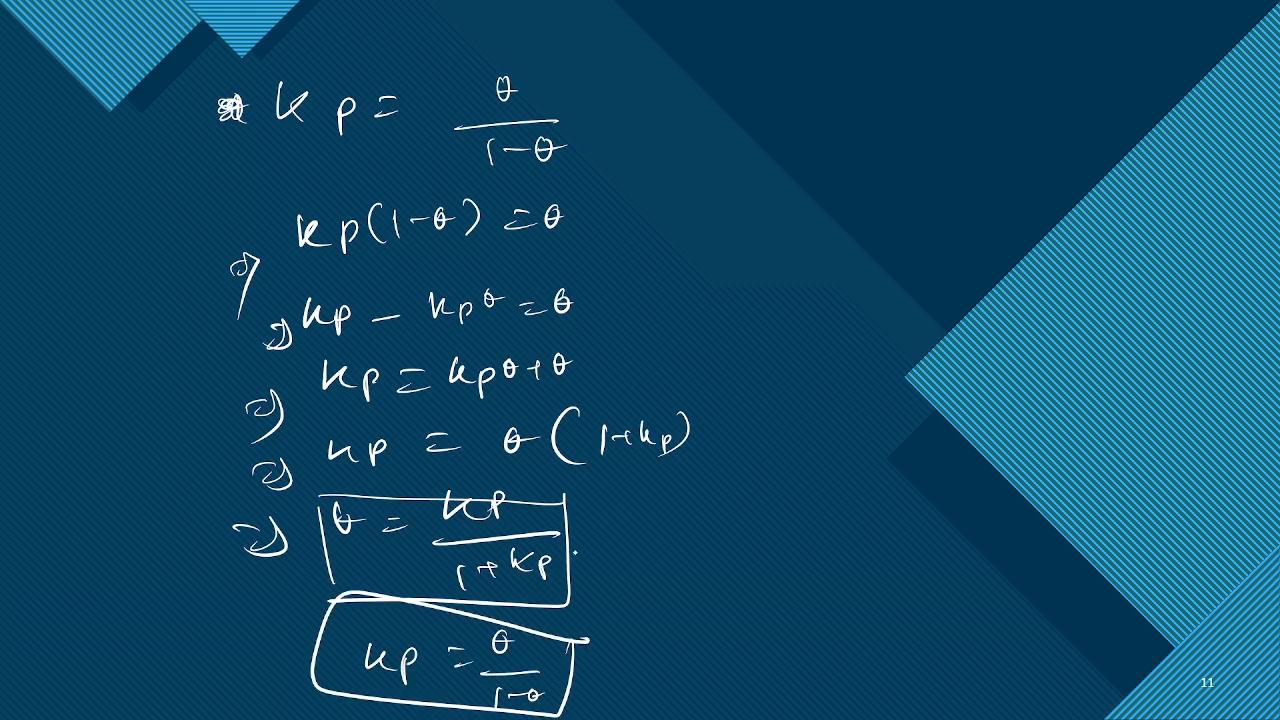 kp = θ / 1-θ
kp(1-θ) = θ
⇒ kp - kpθ = θ
⇒ kp = kpθ + θ
⇒ kp = θ(1+kp)
⇒ θ = kp / 1+kp
kp = θ / 1-θ
11